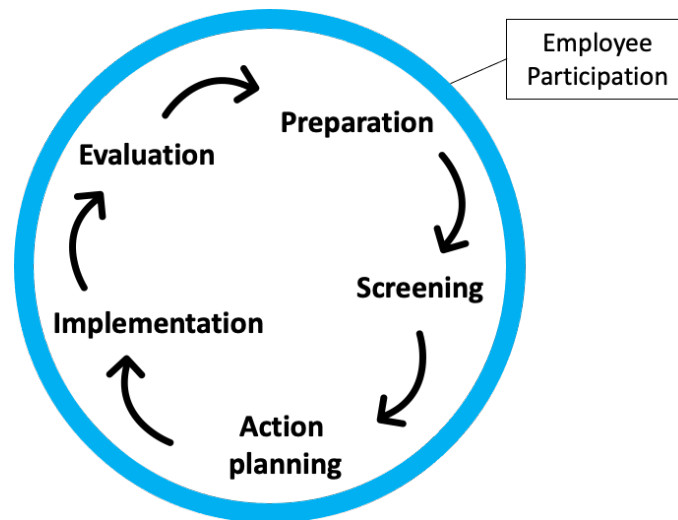 Employee
Participation
Preparation
Screening
Action
planning
Implementation
Evaluation